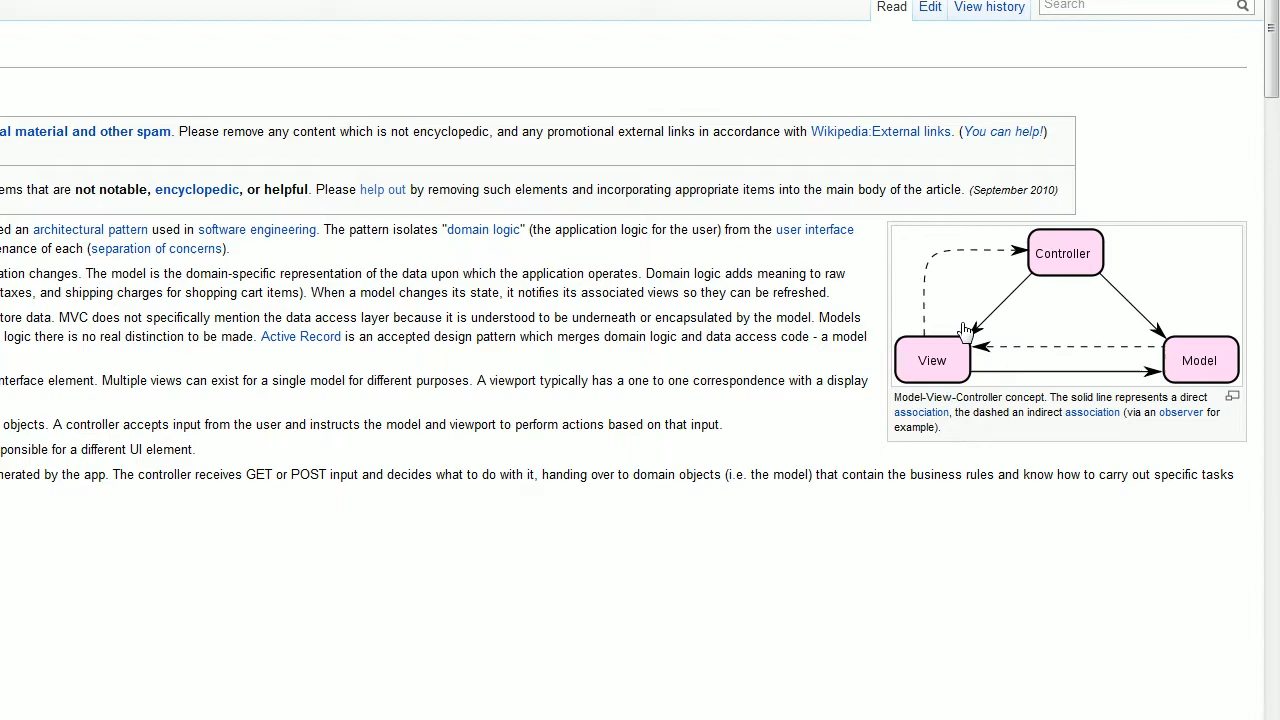 Read Edit View history Search
al material and other spam. Please remove any content which is not encyclopedic, and any promotional external links in accordance with Wikipedia:External links. (You can help!)
ems that are not notable, encyclopedic, or helpful. Please help out by removing such elements and incorporating appropriate items into the main body of the article. (September 2010)
ed an architectural pattern used in software engineering. The pattern isolates "domain logic" (the application logic for the user) from the user interface
enance of each (separation of concerns).
ation changes. The model is the domain-specific representation of the data upon which the application operates. Domain logic adds meaning to raw
taxes, and shipping charges for shopping cart items). When a model changes its state, it notifies its associated views so they can be refreshed.
tore data. MVC does not specifically mention the data access layer because it is understood to be underneath or encapsulated by the model. Models
logic there is no real distinction to be made. Active Record is an accepted design pattern which merges domain logic and data access code - a model
nterface element. Multiple views can exist for a single model for different purposes. A viewport typically has a one to one correspondence with a display
objects. A controller accepts input from the user and instructs the model and viewport to perform actions based on that input.
ponsible for a different UI element.
nerated by the app. The controller receives GET or POST input and decides what to do with it, handing over to domain objects (i.e. the model) that contain the business rules and know how to carry out specific tasks
Controller
View
Model
Model-View-Controller concept. The solid line represents a direct
association, the dashed an indirect association (via an observer for
example).